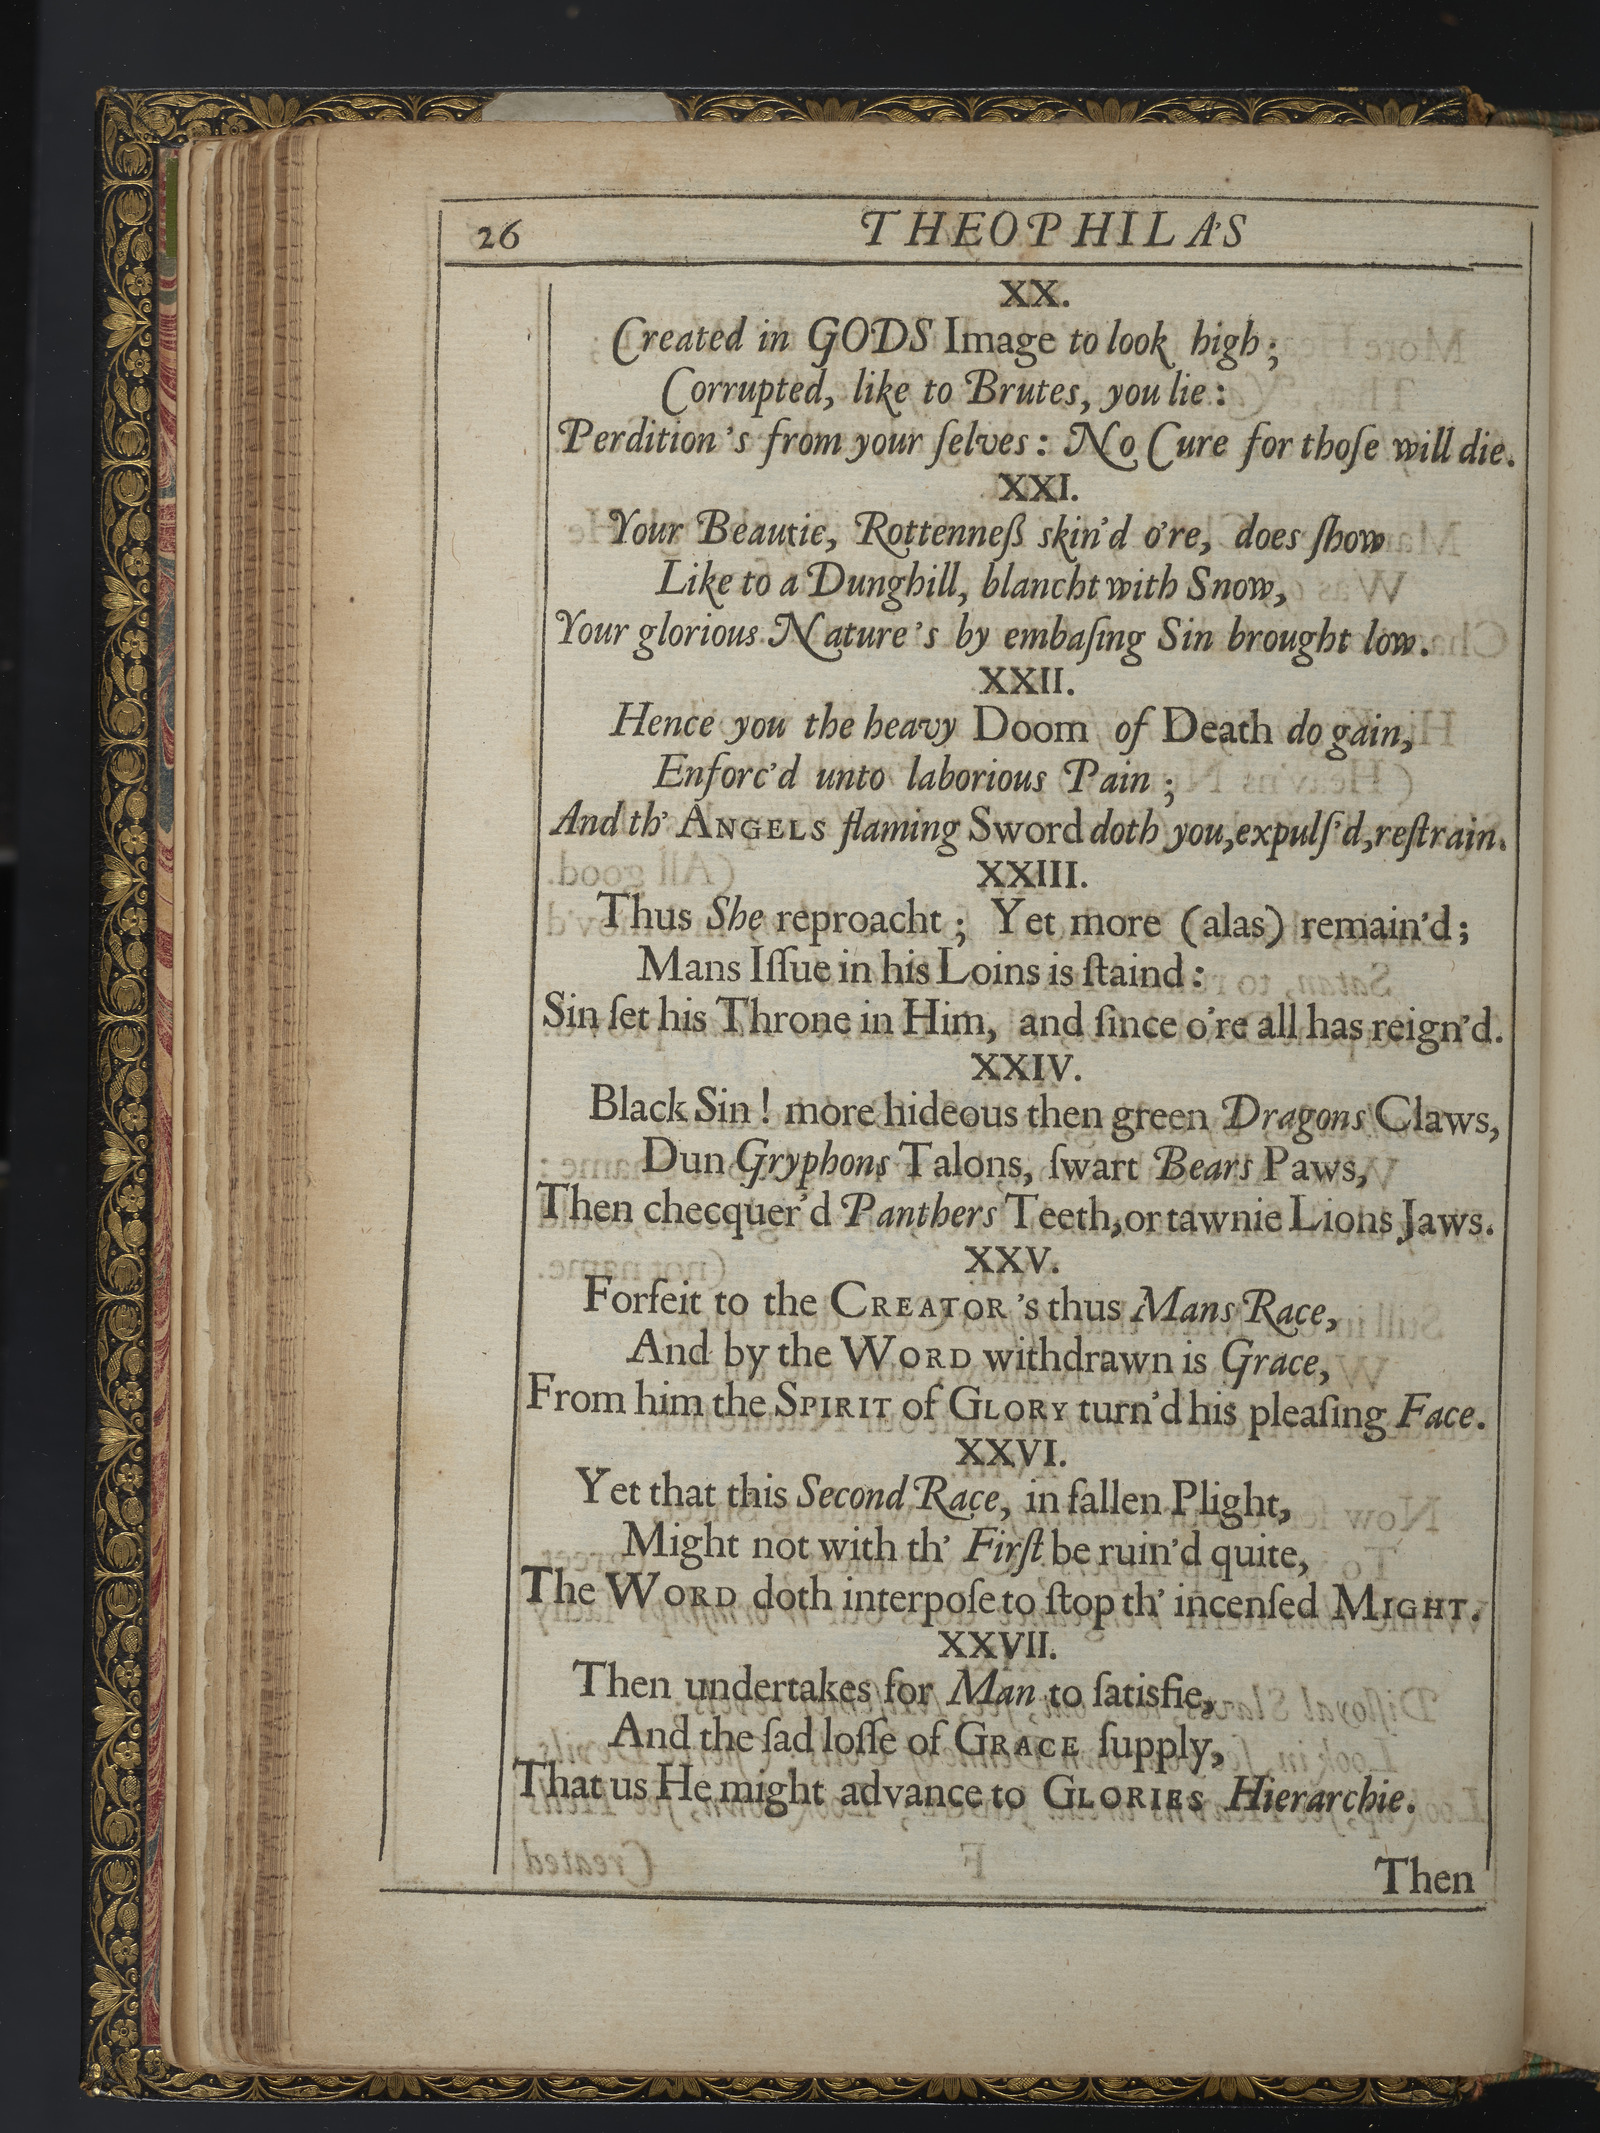 26 THEOPHILA'S
XX.
Created in GODS Image to look high;
Corrupted, like to Brutes, you lie:
Perdition's from your ſelves: No Cure for thoſe will die.
XXI.
Your Beautie, Rottenneß skin'd o're, does ſhow
Like to a Dunghill, blancht with Snow,
Your glorious Nature's by embaſing Sin brought low.
XXII.
Hence you the heavy Doom of Death do gain,
Enforc'd unto laborious Pain;
And th' ANGELS flaming Sword doth you, expulſ'd, reſtrain.
XXIII.
Thus She reproacht; Yet more (alas) remain'd;
Mans Iſſue in his Loins is ſtaind:
Sin ſet his Throne in Him, and ſince o're all has reign'd.
XXIV.
Black Sin! more hideous then green Dragons Claws,
Dun Gryphons Talons, ſwart Bears Paws,
Then checquer'd Panthers Teeth, or tawnie Lions Jaws.
XXV.
Forfeit to the CREATOR's thus Mans Race,
And by the WORD withdrawn is Grace,
From him the SPIRIT of GLORY turn'd his pleaſing Face.
XXVI.
Yet that this Second Race, in fallen Plight,
Might not with th' Firſt be ruin'd quite,
The WORD doth interpoſe to ſtop th' incenſed MIGHT.
XXVII.
Then undertakes for Man to ſatisfie,
And the ſad loſſe of GRACE ſupply,
That us He might advance to GLORIES Hierarchie.
Then